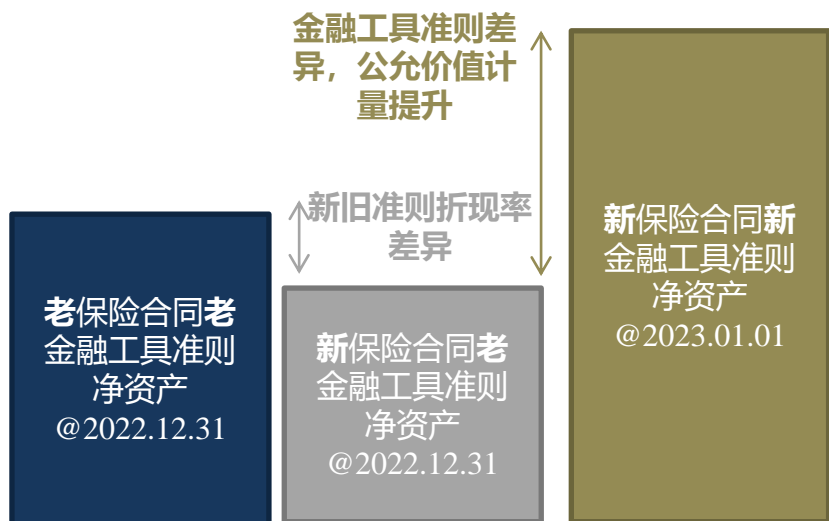 金融工具准则差
异，公允价值计
量提升
新旧准则折现率
差异
老保险合同老
金融工具准则
净资产
@2022.12.31
新保险合同老
金融工具准则
净资产
@2022.12.31
新保险合同新
金融工具准则
净资产
@2023.01.01